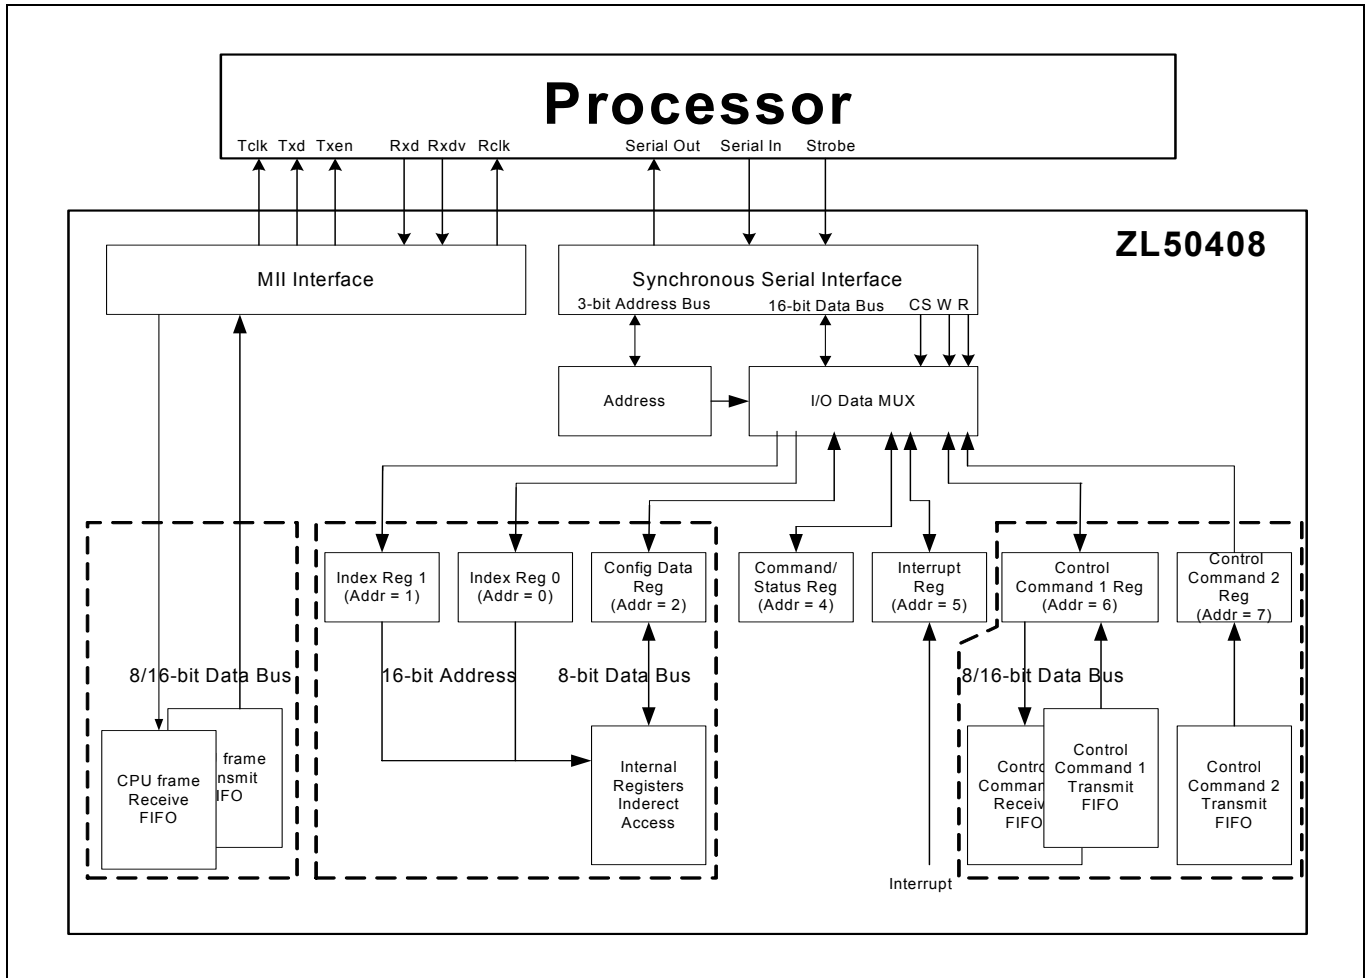 Processor
Tclk Txd Txen Rxd Rxdv Rclk Serial Out Serial In Strobe
ZL50408
MII Interface
Synchronous Serial Interface
3-bit Address Bus 16-bit Data Bus CS W R
Address
I/O Data MUX
Index Reg 1
(Addr = 1)
Index Reg 0
(Addr = 0)
Config Data
Reg
(Addr = 2)
Command/
Status Reg
(Addr = 4)
Interrupt
Reg
(Addr = 5)
Control
Command 1 Reg
(Addr = 6)
Control
Command 2
Reg
(Addr = 7)
8/16-bit Data Bus
16-bit Address
8-bit Data Bus
8/16-bit Data Bus
CPU frame
Receive
FIFO
frame
Internal
Registers
Inderect
Access
Control
Command 1
Transmit
FIFO
Receive
FIFO
Control
Command 2
Transmit
FIFO
Interrupt